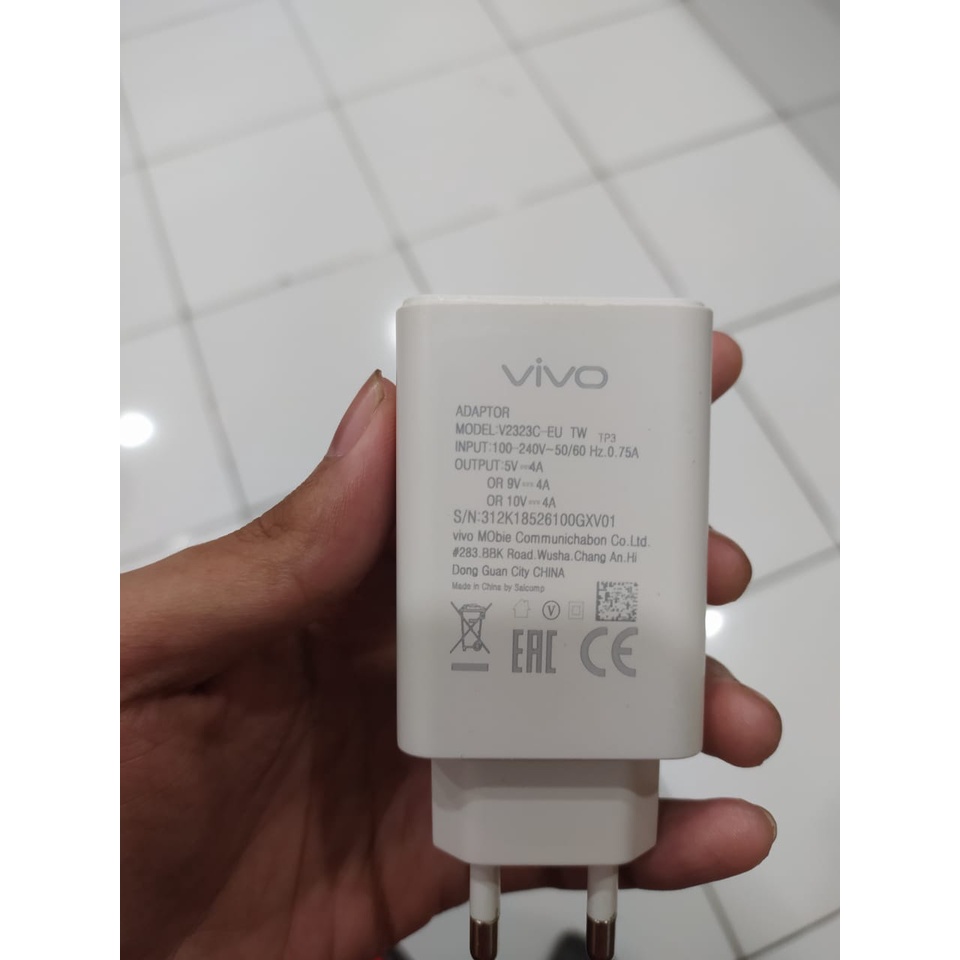 vivo
ADAPTOR
MODEL:V2323C-EU TW TP3
INPUT:100-240V~50/60 Hz.0.75A
OUTPUT:5V⎓4A
OR 9V⎓4A
OR 10V⎓4A
S/N:312K18526100GXV01
vivo MObie Communichabon Co.Ltd.
#283.BBK Road.Wusha.Chang An.Hi
Dong Guan City CHINA
Made in China by Salcump
V
EAC CE